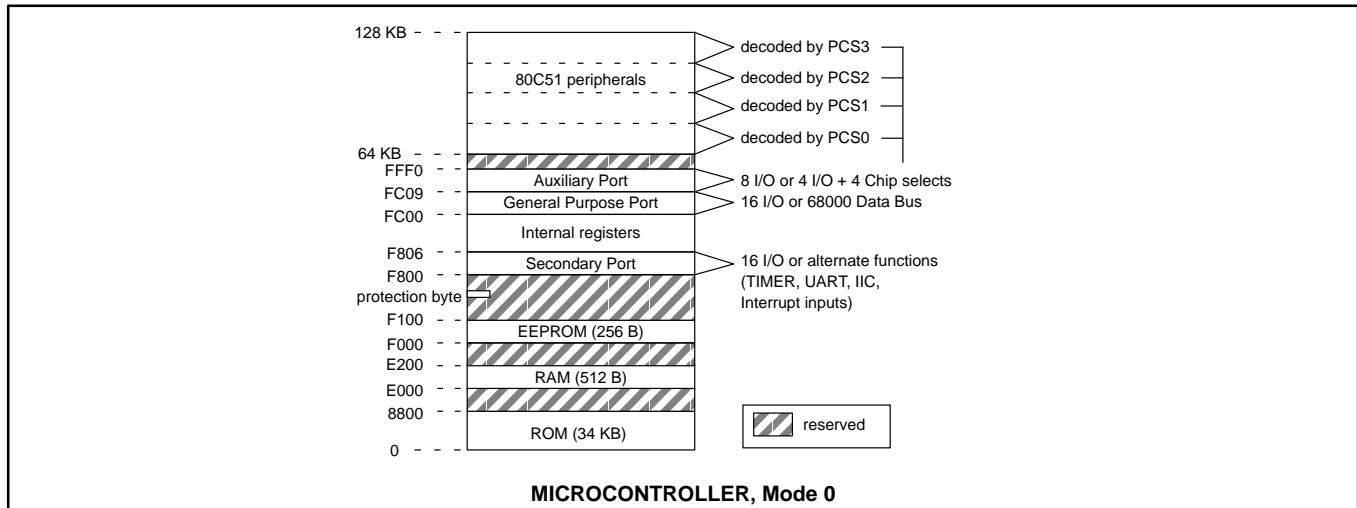 128 KB
decoded by PCS3
80C51 peripherals
decoded by PCS2
decoded by PCS1
decoded by PCS0
64 KB
FFF0
Auxiliary Port
8 I/O or 4 I/O + 4 Chip selects
FC09
General Purpose Port
16 I/O or 68000 Data Bus
FC00
Internal registers
F806
Secondary Port
16 I/O or alternate functions
(TIMER, UART, IIC,
Interrupt inputs)
F800
protection byte
F100
EEPROM (256 B)
F000
E200
RAM (512 B)
E000
8800
reserved
ROM (34 KB)
0
MICROCONTROLLER, Mode 0